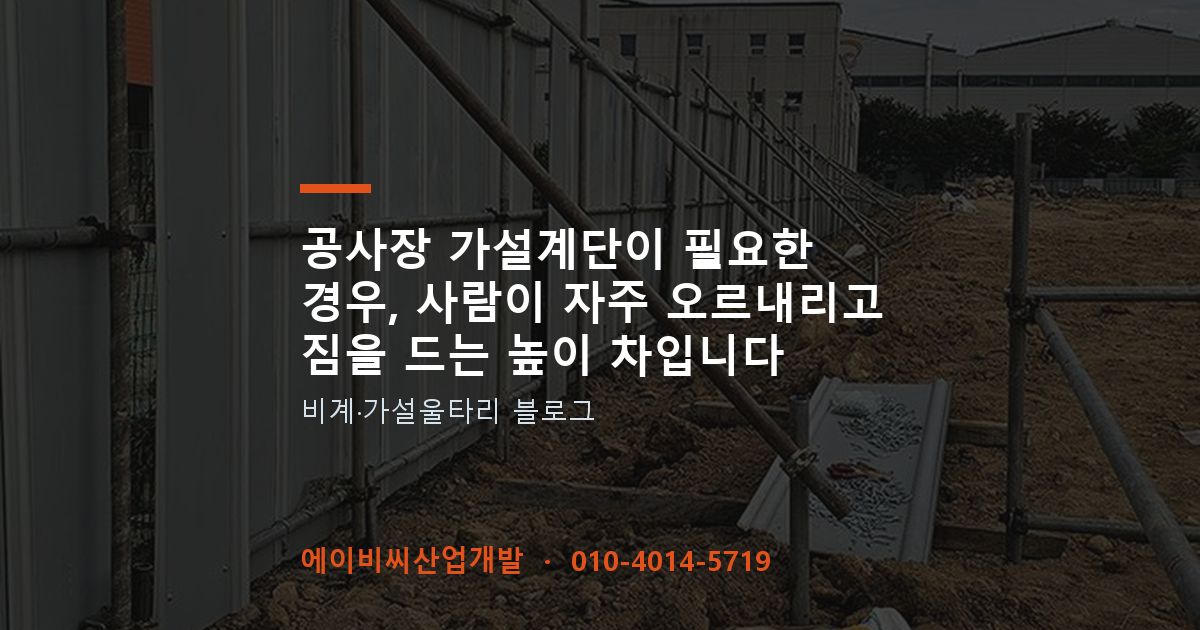 공사장 가설계단이 필요한
경우, 사람이 자주 오르내리고
짐을 드는 높이 차입니다
비계·가설울타리 블로그
에이비씨산업개발 · 010-4014-5719